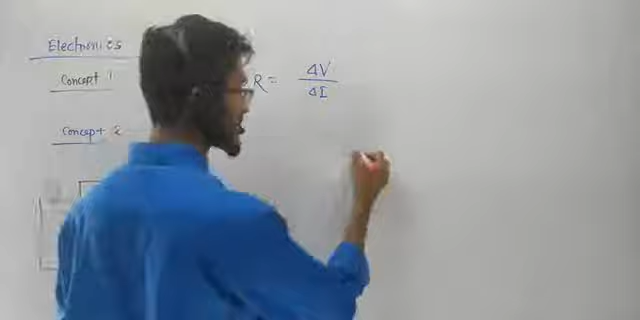 Electronics
Concept 1
R = ΔV / ΔI
Concept 2